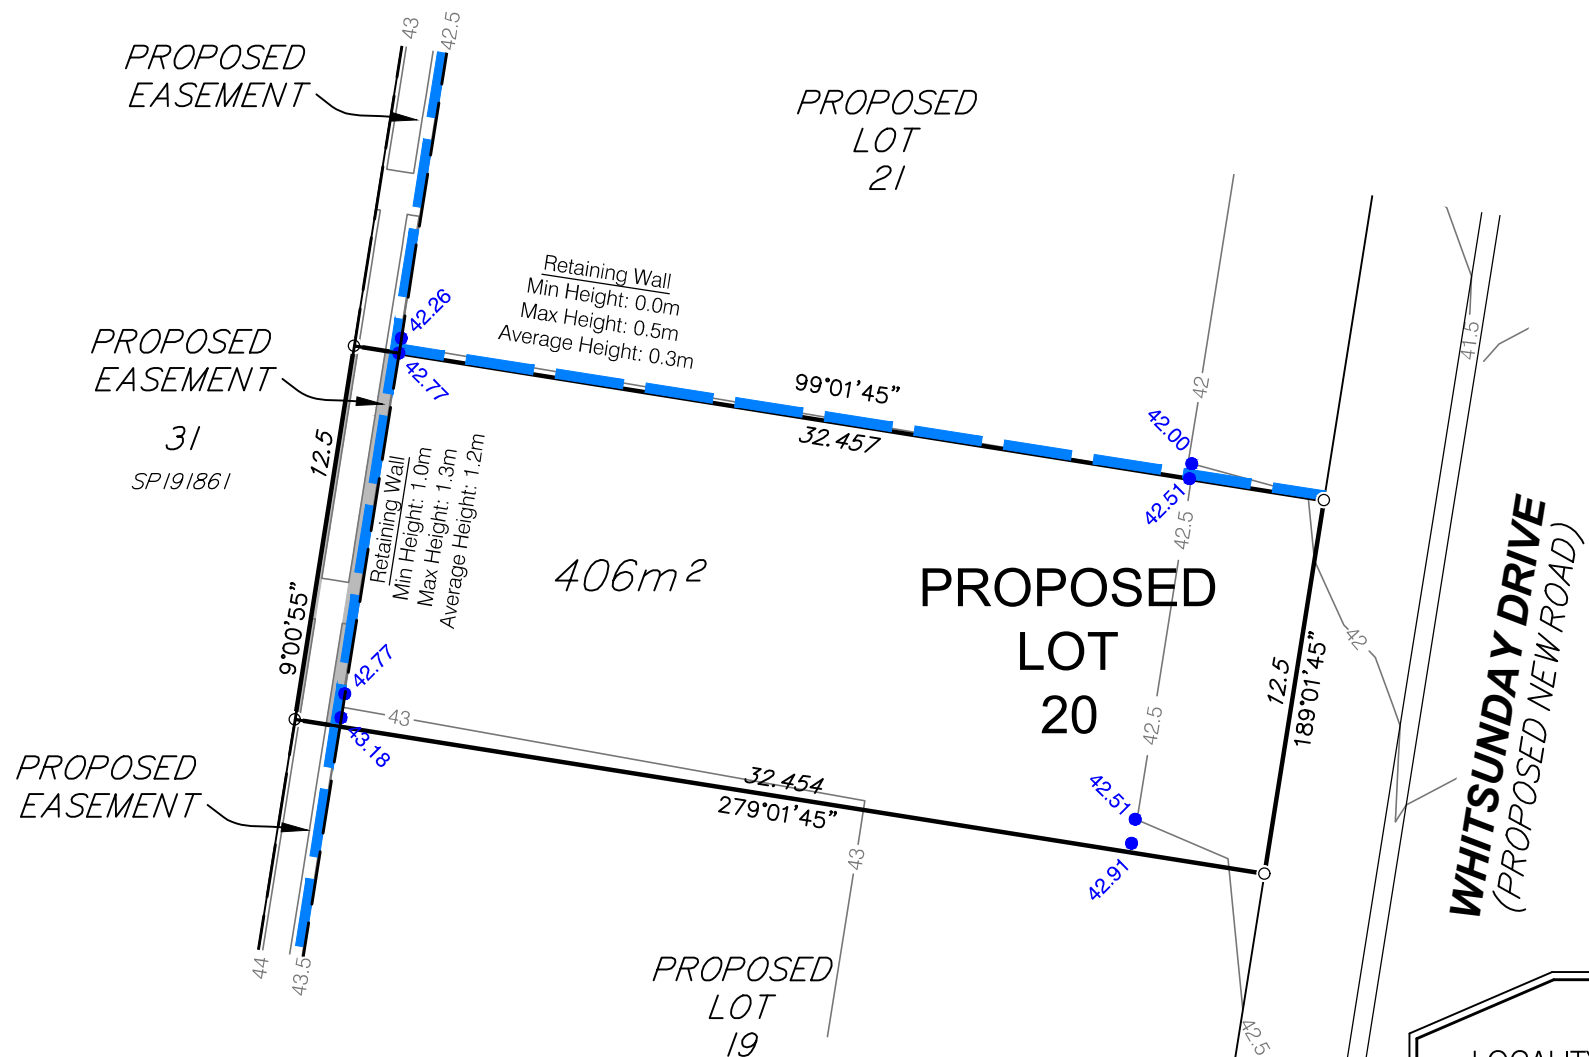 43
42.5
PROPOSED
EASEMENT
PROPOSED
LOT
21
Retaining Wall
Min Height: 0.0m
Max Height: 0.5m
Average Height: 0.3m
42.26
42.77
PROPOSED
EASEMENT
31
SP191861
12.5
9°00'55"
99°01'45"
32.457
42
42.00
42.51
42.5
41.5
Retaining Wall
Min Height: 1.0m
Max Height: 1.3m
Average Height: 1.2m
406m²
PROPOSED
LOT
20
42.5
12.5
189°01'45"
42
WHITSUNDAY DRIVE
(PROPOSED NEW ROAD)
42.77
43.18
43
32.454
279°01'45"
42.51
42.91
43
PROPOSED
EASEMENT
44
43.5
PROPOSED
LOT
19
42.5
LOCALITY